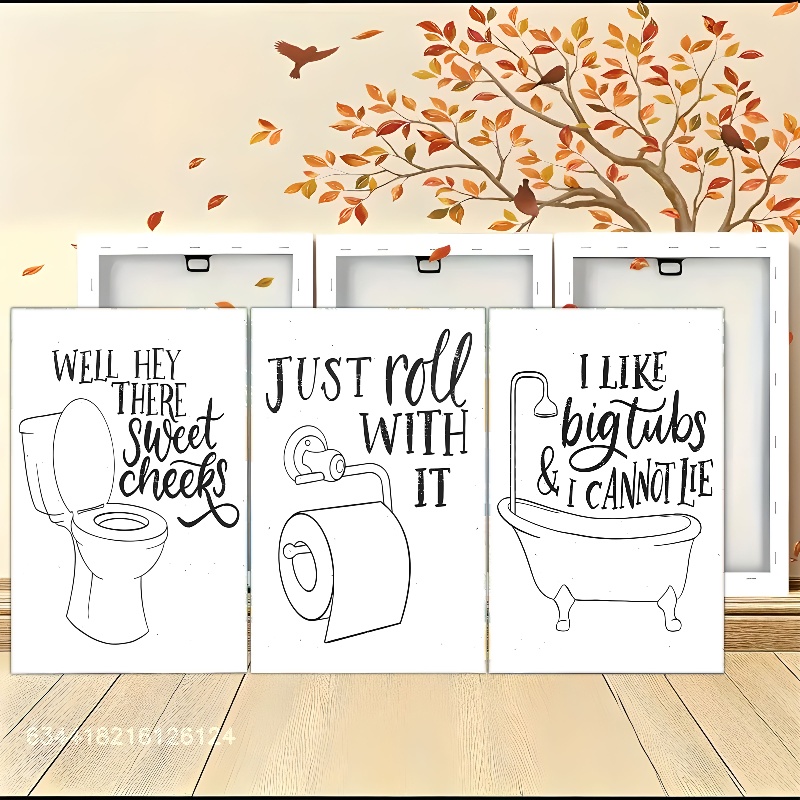 WELL HEY
THERE
sweet
cheeks
JUST roll
WITH
IT
I LIKE
big tubs
& I CANNOT LIE